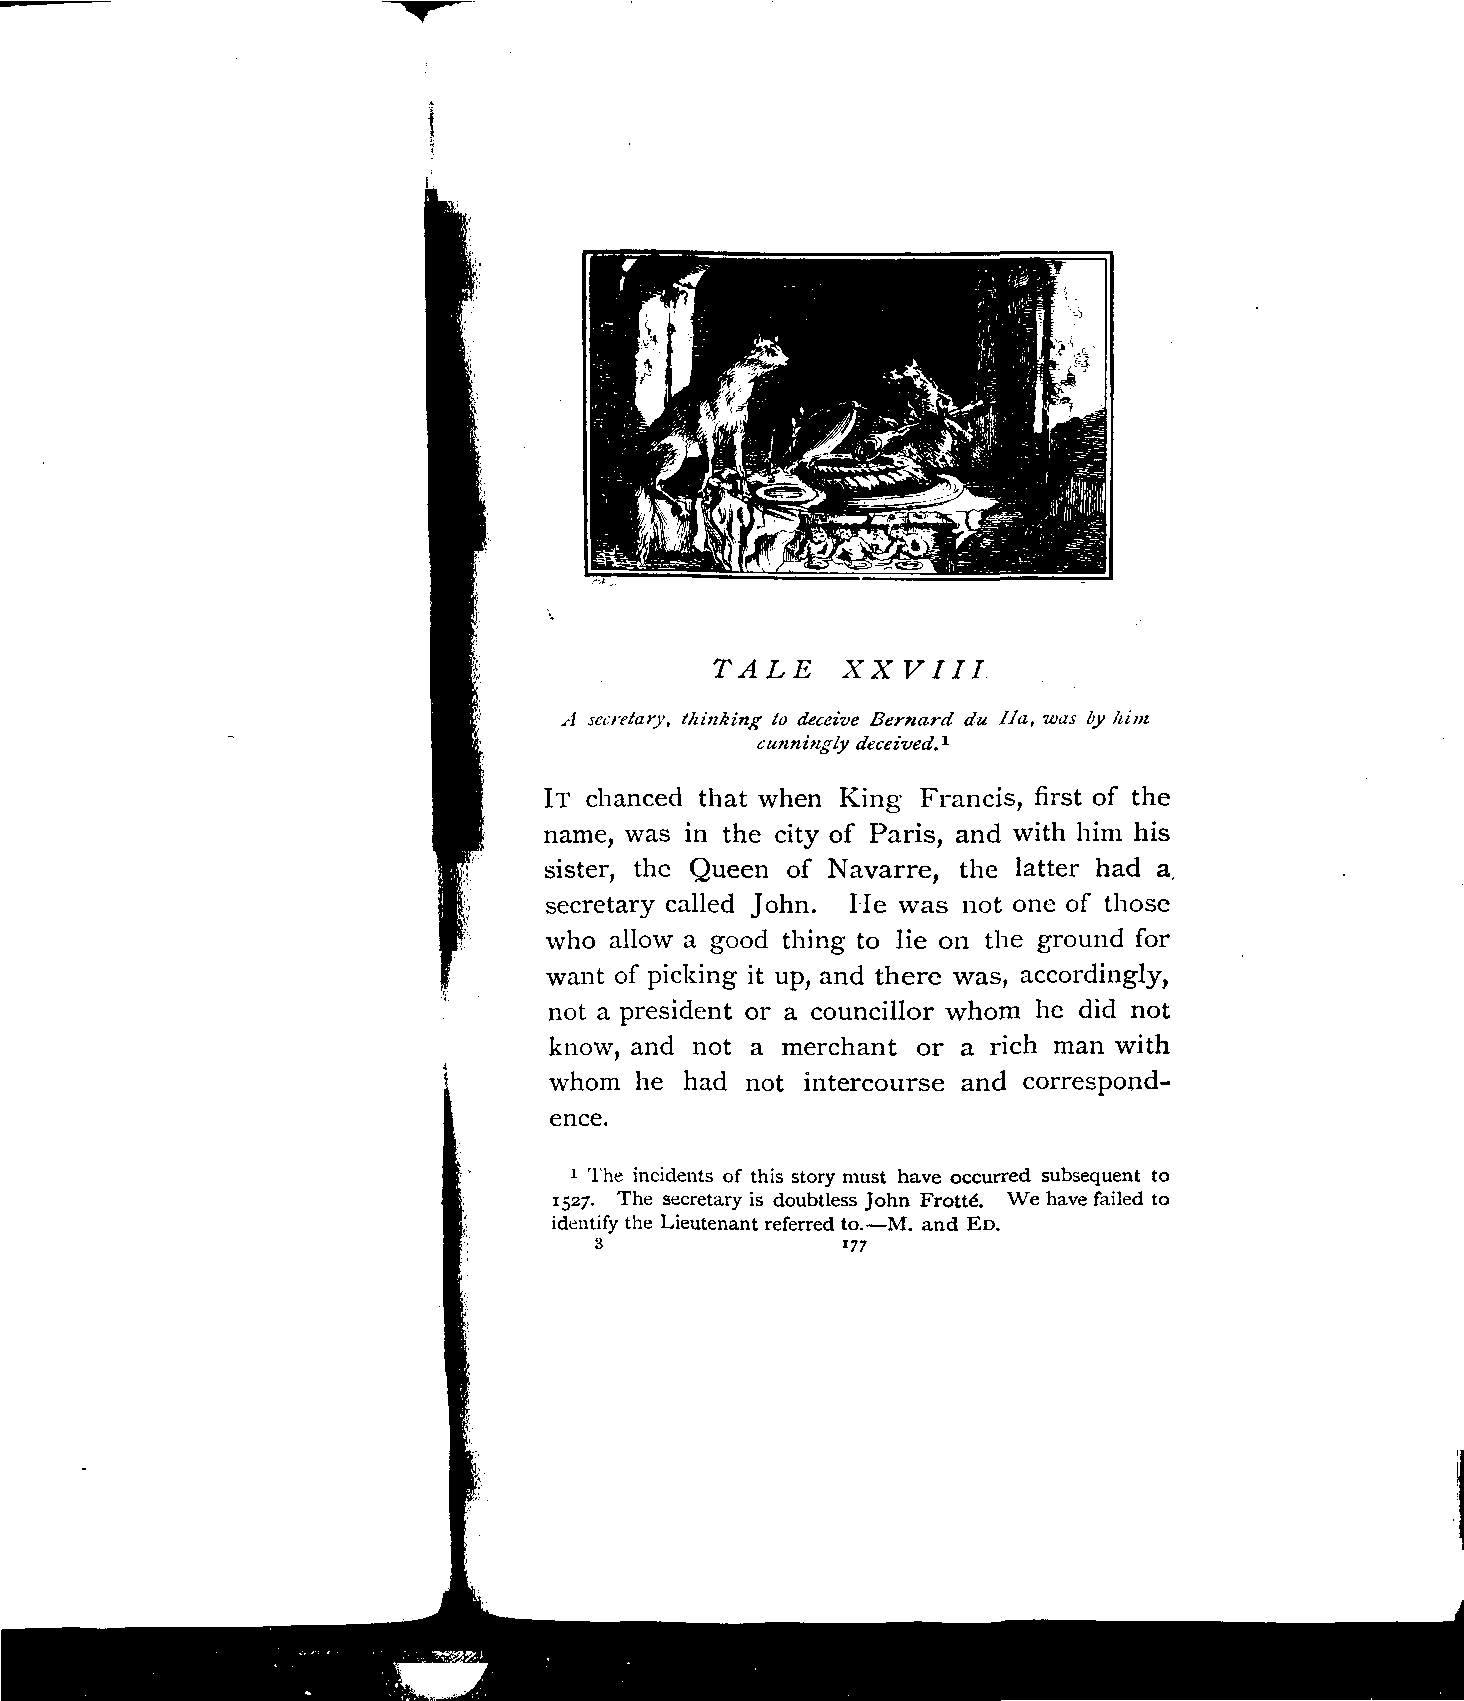 TALE XXVIII
A secretary, thinking to deceive Bernard du Ha, was by him
cunningly deceived.¹
IT chanced that when King Francis, first of the
name, was in the city of Paris, and with him his
sister, the Queen of Navarre, the latter had a
secretary called John. He was not one of those
who allow a good thing to lie on the ground for
want of picking it up, and there was, accordingly,
not a president or a councillor whom he did not
know, and not a merchant or a rich man with
whom he had not intercourse and correspond-
ence.
¹ The incidents of this story must have occurred subsequent to
1527. The secretary is doubtless John Frotté. We have failed to
identify the Lieutenant referred to.—M. and ED.
3 177